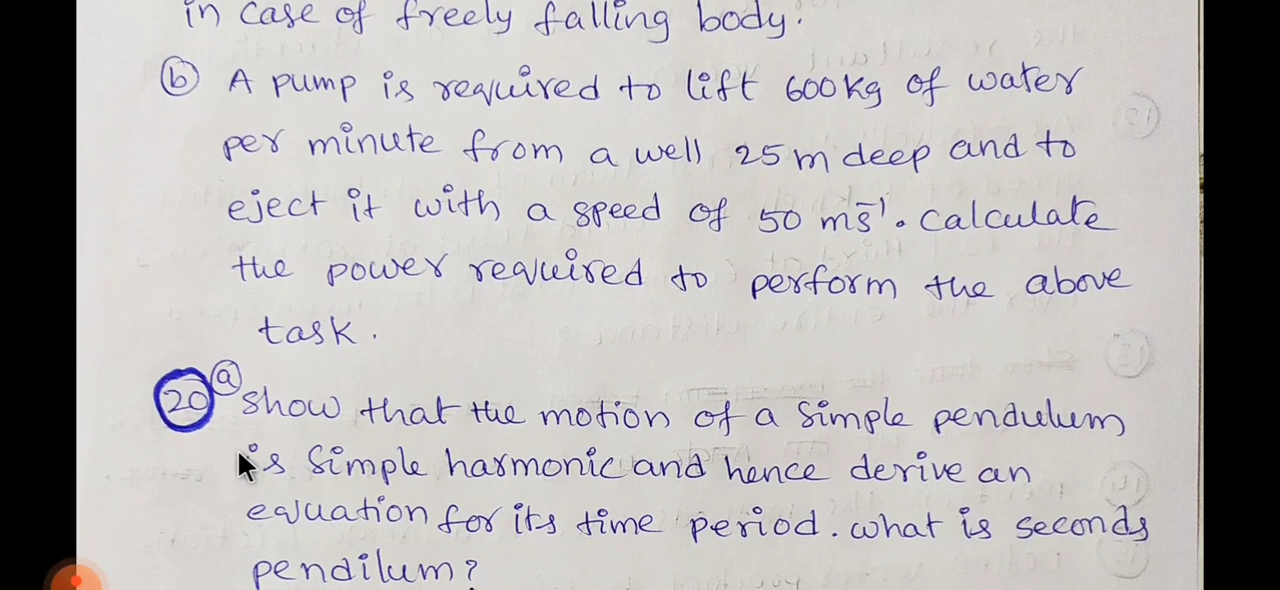 in case of freely falling body.
ⓑ A pump is required to lift 600kg of water
per minute from a well 25m deep and to
eject it with a speed of 50 ms⁻¹. calculate
the power required to perform the above
task.
20 ⓐ show that the motion of a simple pendulum
is simple harmonic and hence derive an
equation for its time period. what is seconds
pendilum?